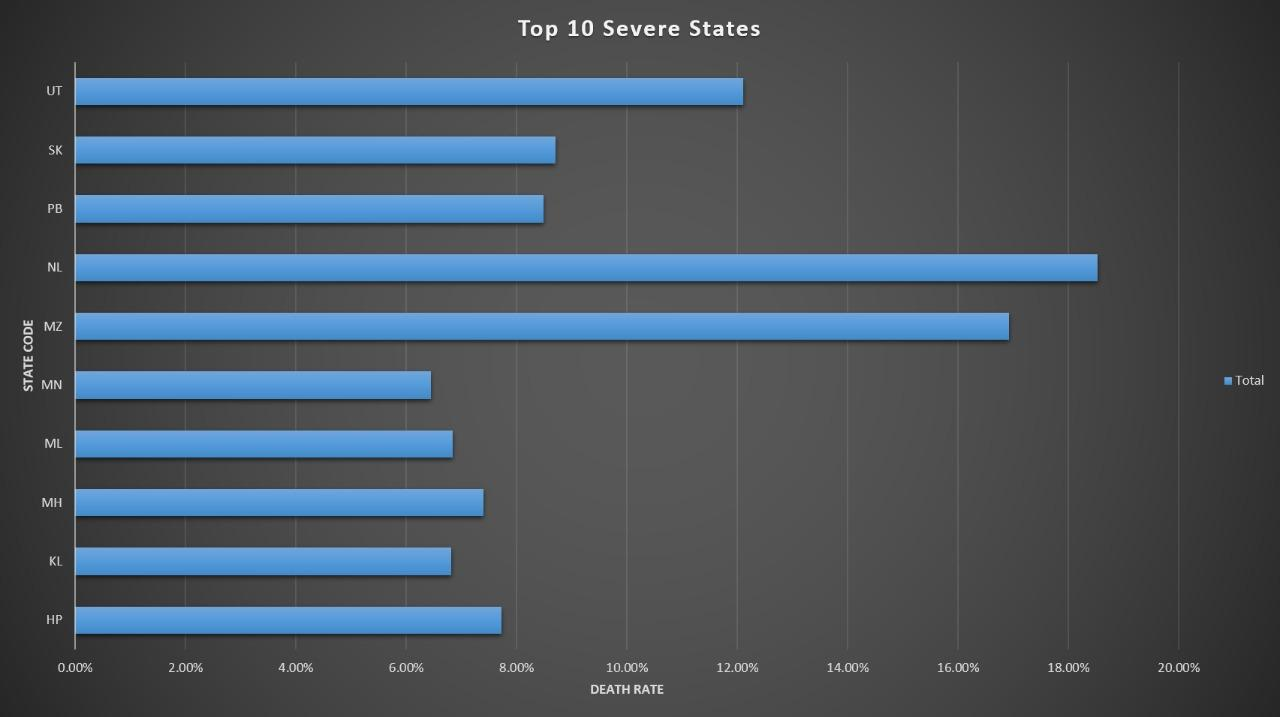 Top 10 Severe States
STATE CODE
UT
SK
PB
NL
MZ
MN
ML
MH
KL
HP
0.00% 2.00% 4.00% 6.00% 8.00% 10.00% 12.00% 14.00% 16.00% 18.00% 20.00%
DEATH RATE
Total